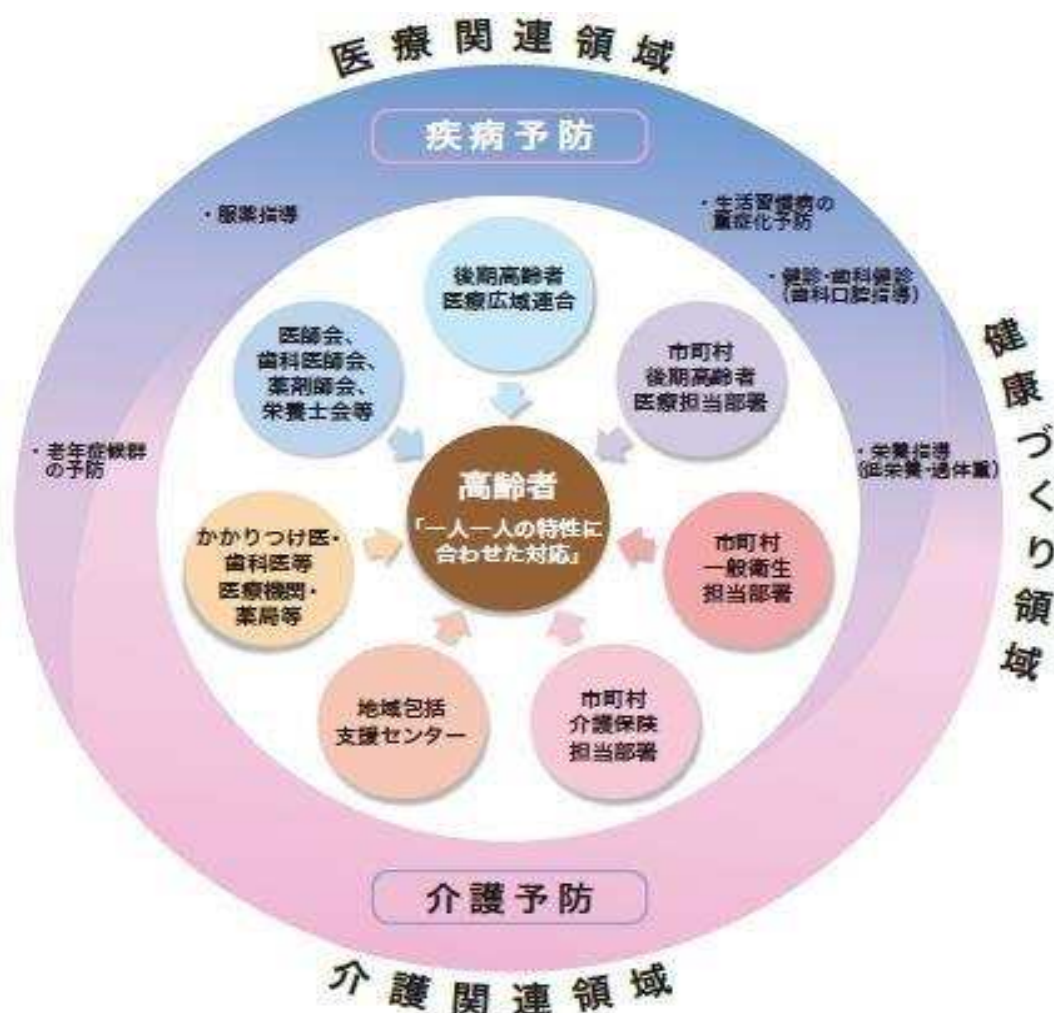 医療関連領域
疾病予防
・服薬指導
・生活習慣病の
重症化予防
・健診・歯科健診
(歯科口腔指導)
健康づくり領域
後期高齢者
医療広域連合
医師会、
歯科医師会、
薬剤師会、
栄養士会等
市町村
後期高齢者
医療担当部署
・老年症候群
の予防
・栄養指導
(低栄養・過体重)
高齢者
「一人一人の特性に
合わせた対応」
かかりつけ医・
歯科医等
医療機関・
薬局等
市町村
一般衛生
担当部署
地域包括
支援センター
市町村
介護保険
担当部署
介護予防
介護関連領域